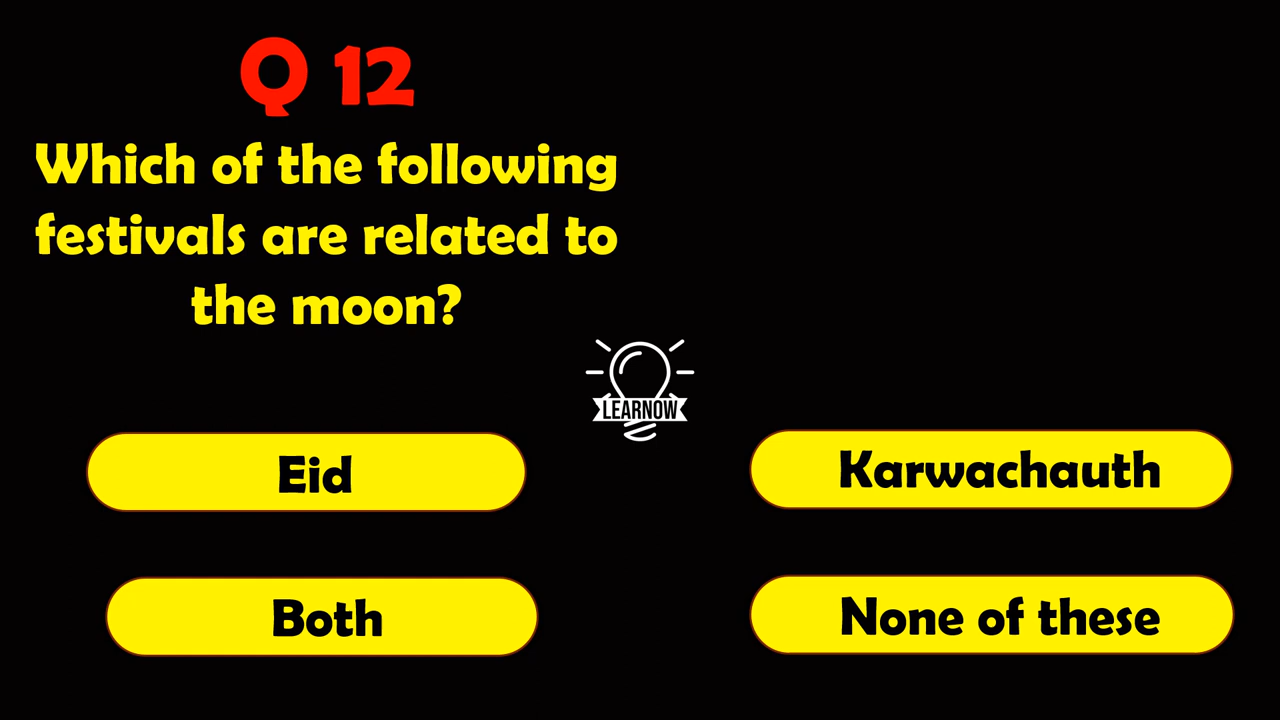 Q 12
Which of the following
festivals are related to
the moon?
LEARNOW
Eid
Karwachauth
Both
None of these